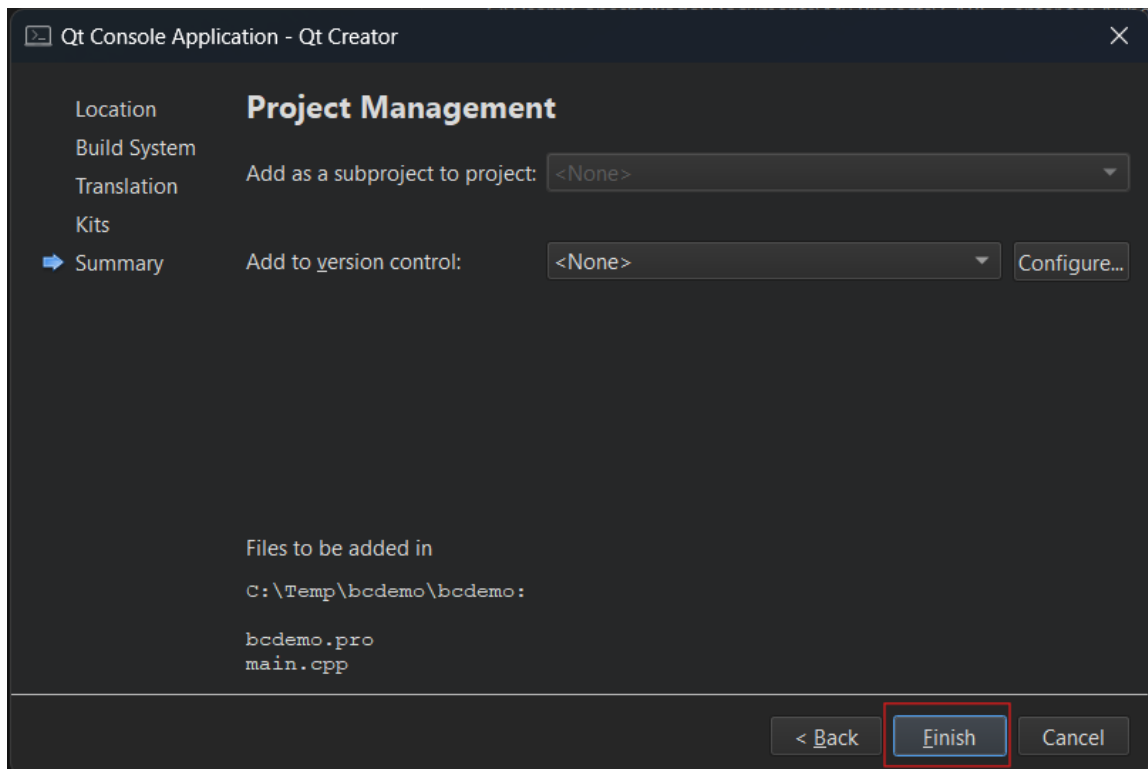 Qt Console Application - Qt Creator
Location
Build System
Translation
Kits
Summary
Project Management
Add as a subproject to project: <None>
Add to version control: <None> Configure...
Files to be added in
C:\Temp\bcdemo\bcdemo:
bcdemo.pro
main.cpp
< Back Finish Cancel